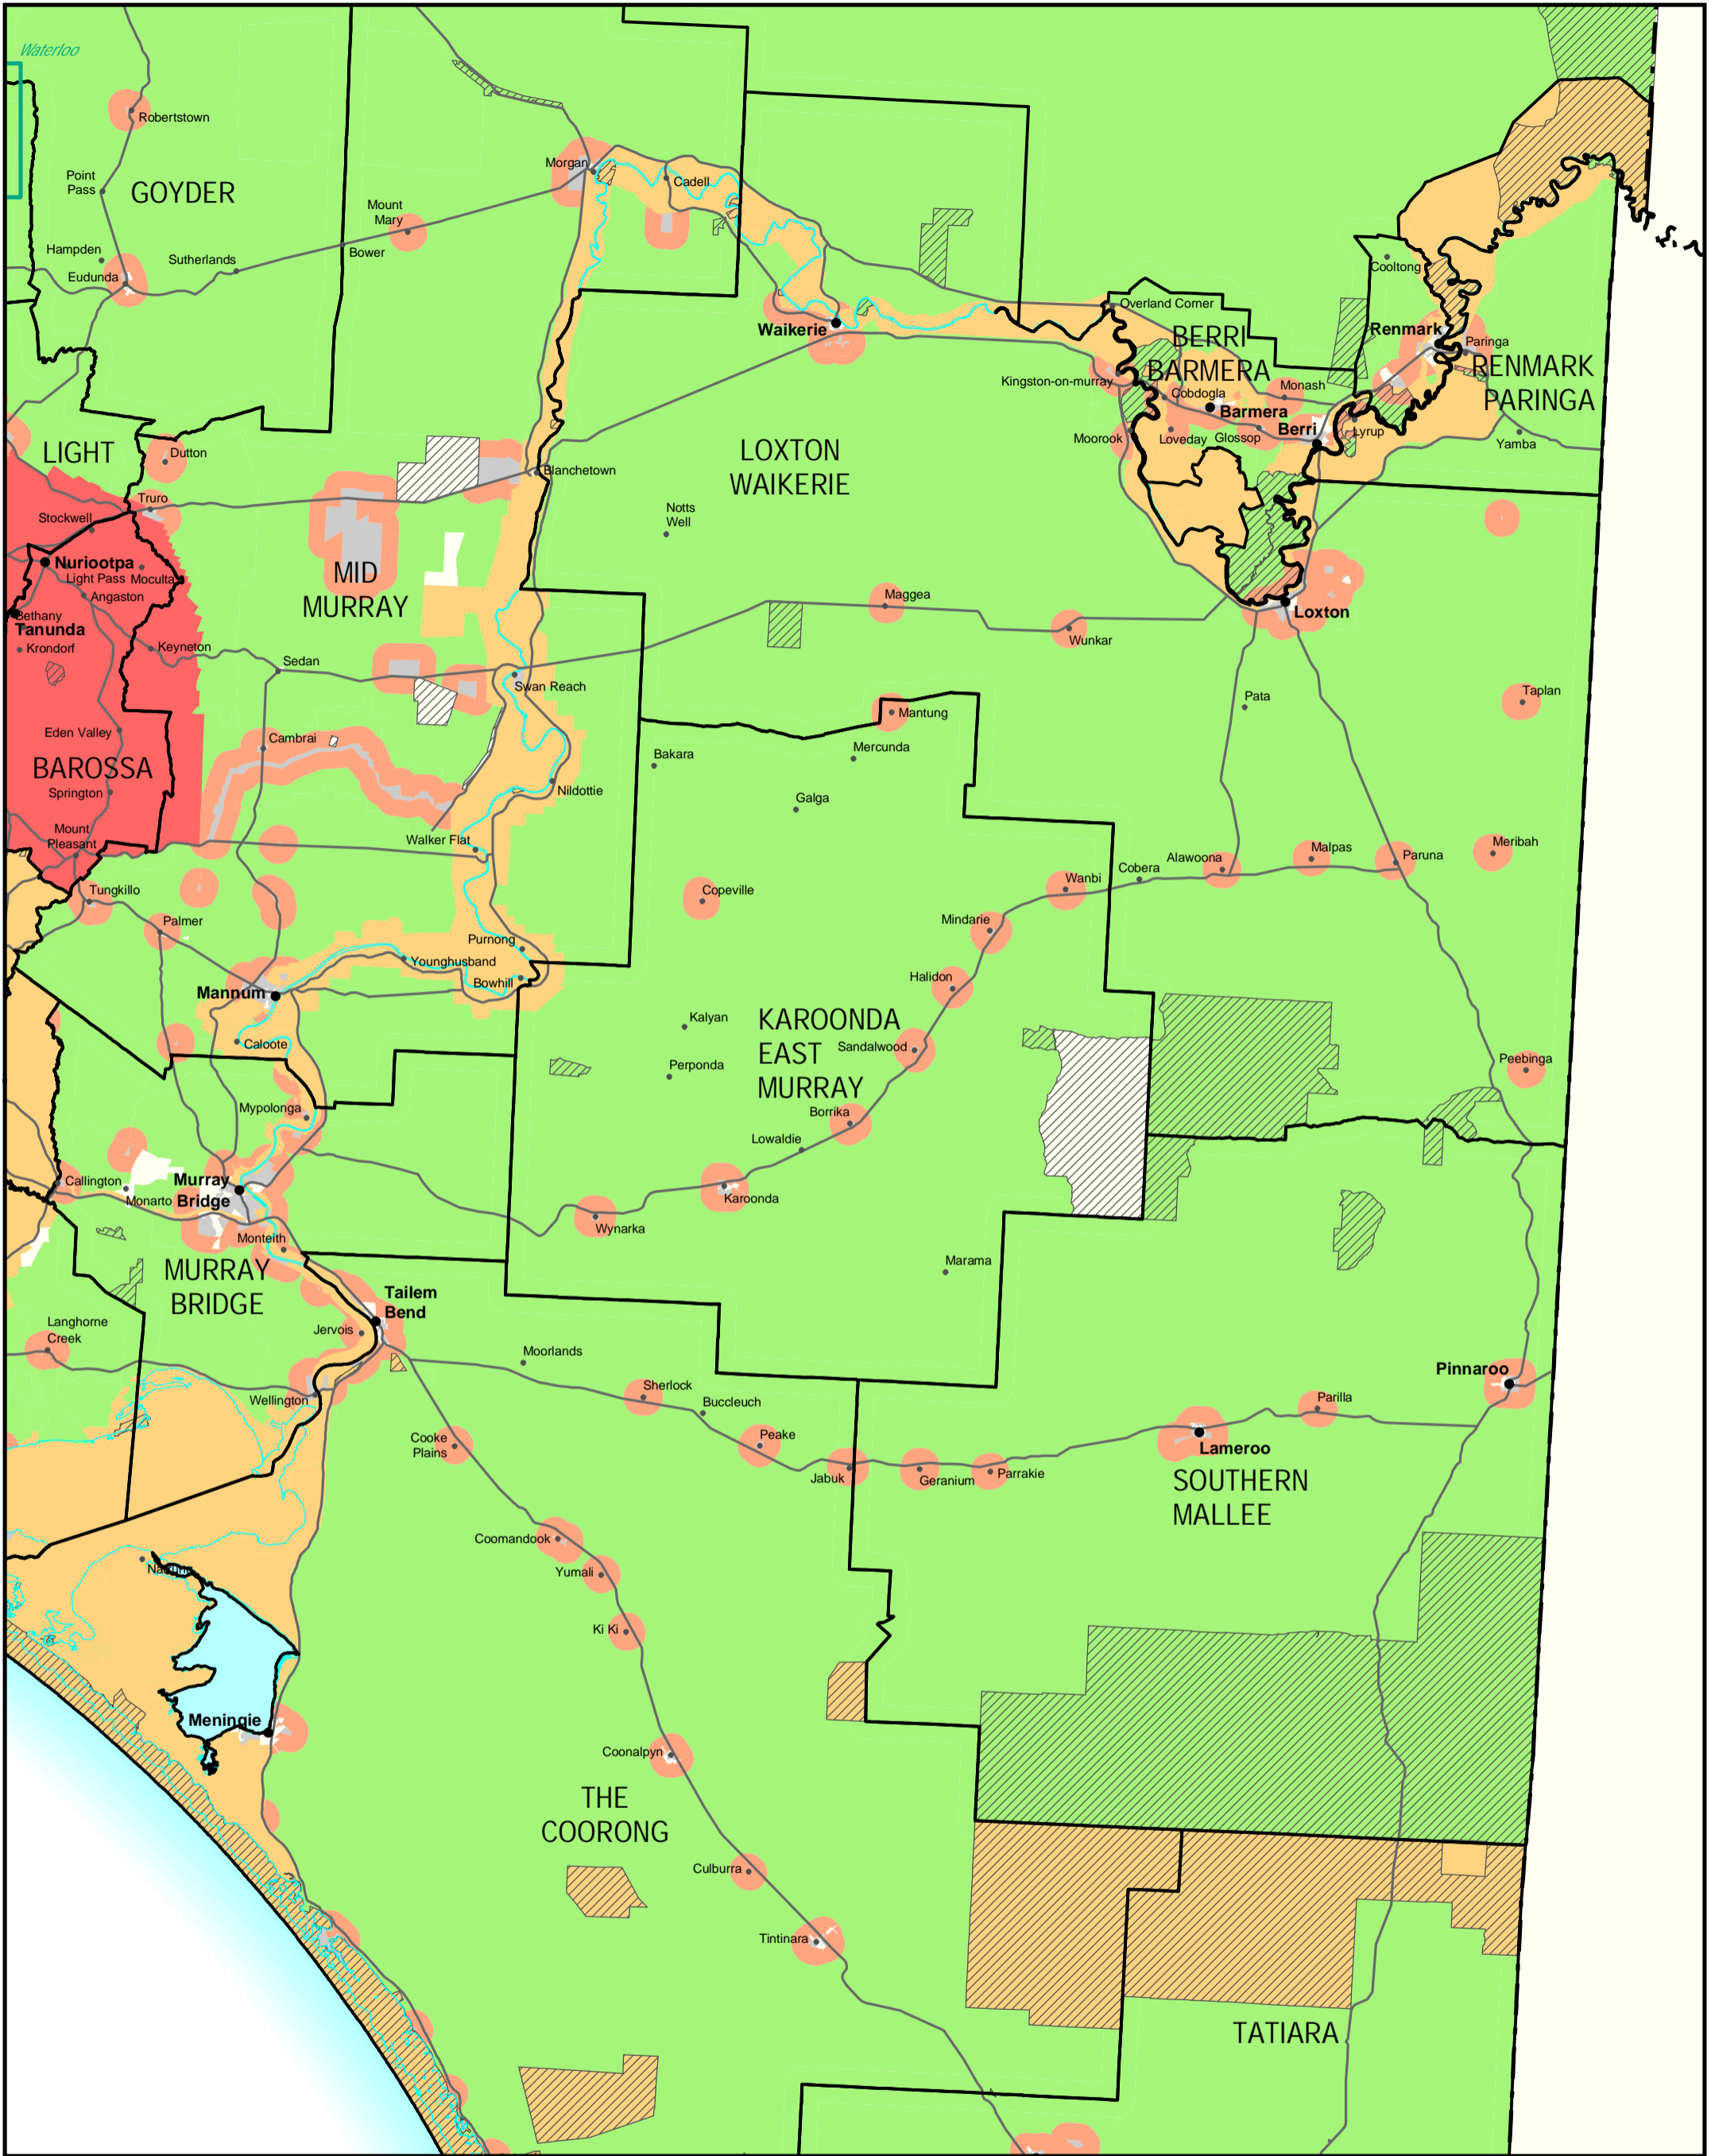 Waterloo
Robertstown
Point
Pass
GOYDER
Mount
Mary
Hampden
Eudunda
Sutherlands
Bower
Morgan
Cadell
Waikerie
Overland Corner
BERRI
BARMERA
Cooltong
Renmark
Paringa
RENMARK
PARINGA
Kingston-on-murray
Cobdogla
Monash
Barmera
Berri
Moorook
Loveday
Glossop
Lyrup
Yamba
LIGHT
Dutton
Truro
Stockwell
Blanchetown
LOXTON
WAIKERIE
Notts
Well
Nuriootpa
Light Pass
Moculta
Angaston
MID
MURRAY
Bethany
Tanunda
Krondorf
Keyneton
Sedan
Swan Reach
Maggea
Wunkar
Loxton
Pata
Taplan
Mantung
Mercunda
Bakara
Galga
Eden Valley
Cambrai
BAROSSA
Springton
Nildottie
Mount
Pleasant
Walker Flat
Tungkillo
Palmer
Copeville
Wanbi
Cobera
Alawoona
Malpas
Paruna
Meribah
Mindarie
Purnong
Younghusband
Bowhill
Halidon
Mannum
Caloote
Kalyan
KAROONDA
EAST
MURRAY
Sandalwood
Perponda
Peebinga
Mypolonga
Borrika
Lowaldie
Callington
Monarto
Murray
Bridge
Karoonda
Wynarka
Monteith
MURRAY
BRIDGE
Marama
Tailem
Bend
Langhorne
Creek
Jervois
Moorlands
Wellington
Sherlock
Buccleuch
Pinnaroo
Parilla
Cooke
Plains
Peake
Jabuk
Geranium
Parrakie
Lameroo
SOUTHERN
MALLEE
Coomandook
Yumali
Ki Ki
Meningie
Coonalpyn
THE
COORONG
Culburra
Tintinara
TATIARA